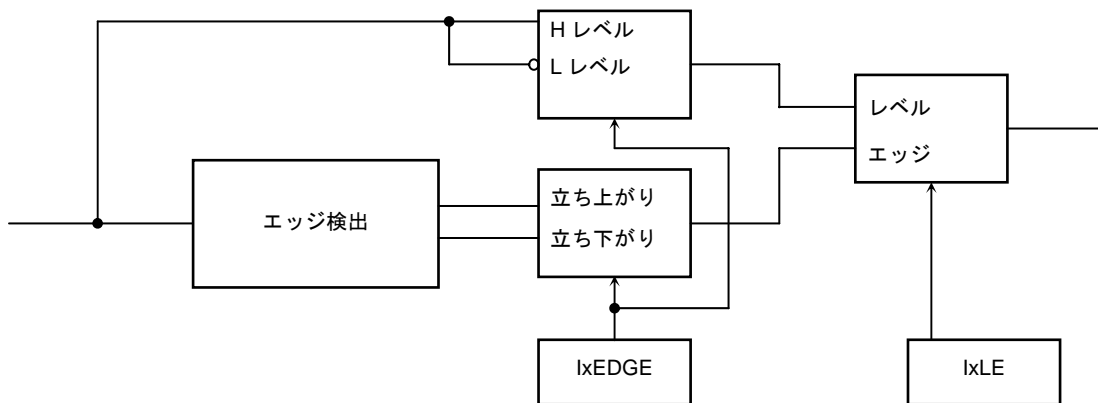 H レベル
L レベル
レベル
エッジ
エッジ検出
立ち上がり
立ち下がり
IxEDGE
IxLE